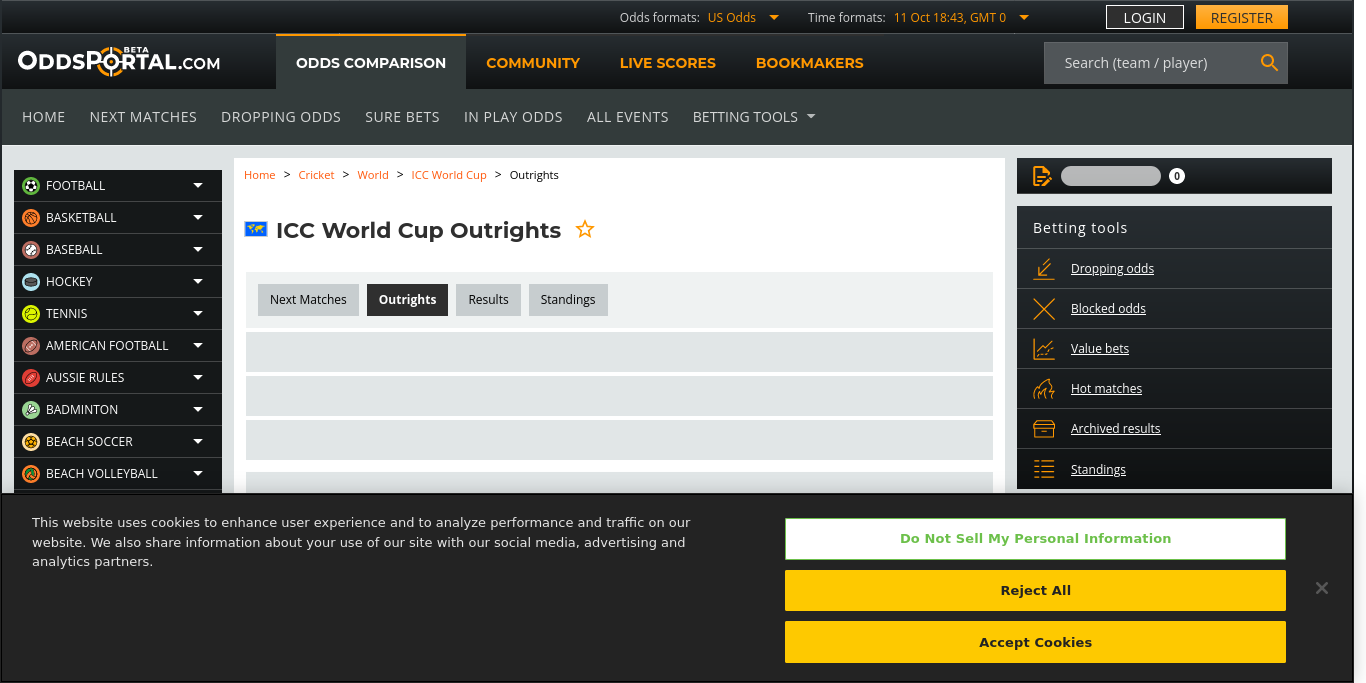 Odds formats: US Odds
Time formats: 11 Oct 18:43, GMT 0
LOGIN
REGISTER
ODDSPORTAL.COM
BETA
ODDS COMPARISON
COMMUNITY
LIVE SCORES
BOOKMAKERS
Search (team / player)
HOME
NEXT MATCHES
DROPPING ODDS
SURE BETS
IN PLAY ODDS
ALL EVENTS
BETTING TOOLS
FOOTBALL
BASKETBALL
BASEBALL
HOCKEY
TENNIS
AMERICAN FOOTBALL
AUSSIE RULES
BADMINTON
BEACH SOCCER
BEACH VOLLEYBALL
Home > Cricket > World > ICC World Cup > Outrights
ICC World Cup Outrights
Next Matches
Outrights
Results
Standings
0
Betting tools
Dropping odds
Blocked odds
Value bets
Hot matches
Archived results
Standings
This website uses cookies to enhance user experience and to analyze performance and traffic on our
website. We also share information about your use of our site with our social media, advertising and
analytics partners.
Do Not Sell My Personal Information
Reject All
Accept Cookies